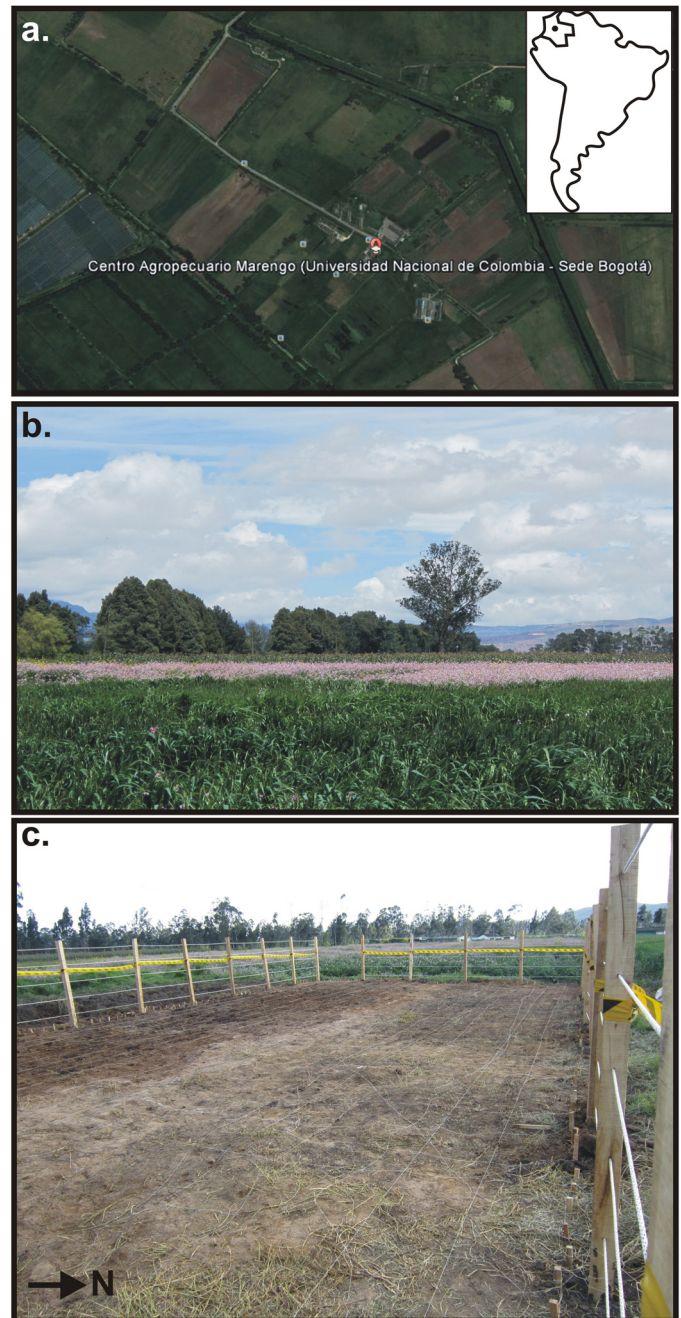 a.
Centro Agropecuario Marengo (Universidad Nacional de Colombia - Sede Bogotá)
b.
c.
N